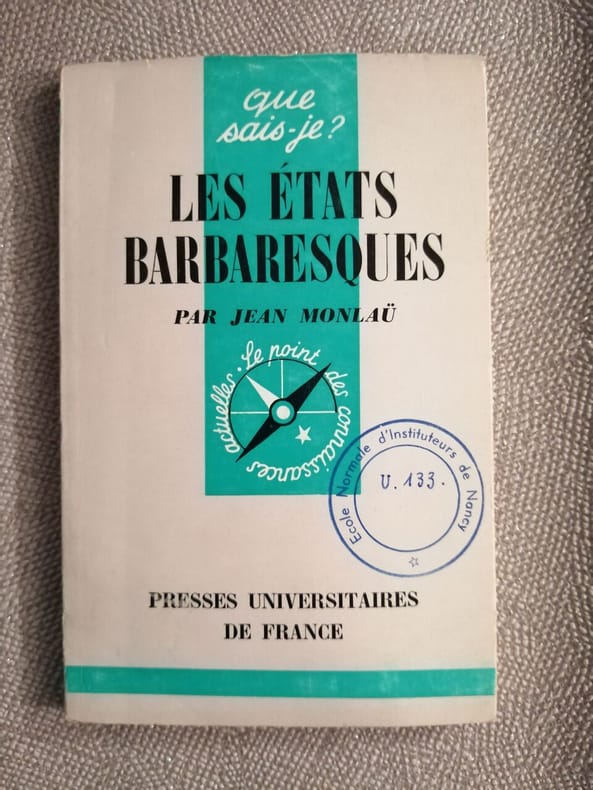 que
sais-je?
LES ÉTATS
BARBARESQUES
PAR JEAN MONLAÜ
Le point des connaissances actuelles.
Ecole Normale d'Instituteurs de Nancy
U. 133.
PRESSES UNIVERSITAIRES
DE FRANCE